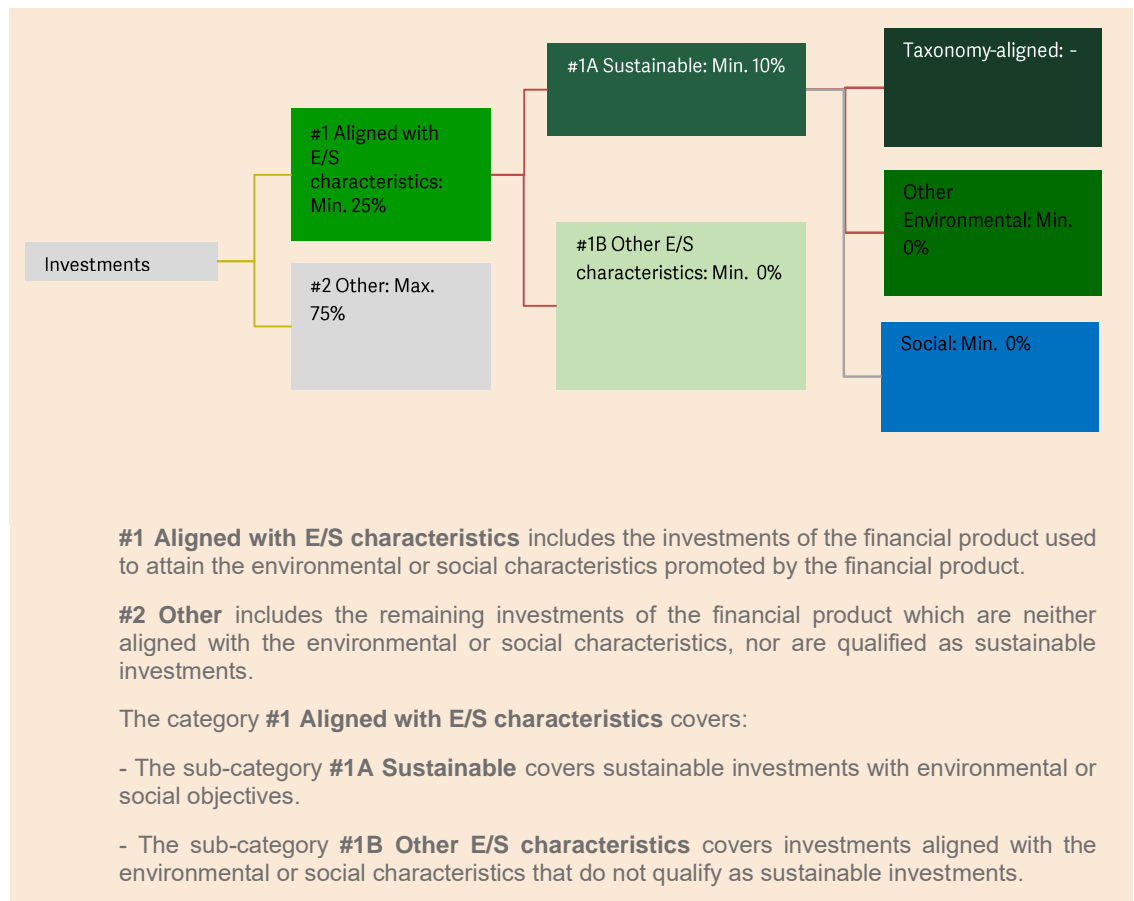 Investments
#1 Aligned with
E/S
characteristics:
Min. 25%
#2 Other: Max.
75%
#1A Sustainable: Min. 10%
#1B Other E/S
characteristics: Min. 0%
Taxonomy-aligned: -
Other
Environmental: Min.
0%
Social: Min. 0%
#1 Aligned with E/S characteristics includes the investments of the financial product used
to attain the environmental or social characteristics promoted by the financial product.
#2 Other includes the remaining investments of the financial product which are neither
aligned with the environmental or social characteristics, nor are qualified as sustainable
investments.
The category #1 Aligned with E/S characteristics covers:
- The sub-category #1A Sustainable covers sustainable investments with environmental or
social objectives.
- The sub-category #1B Other E/S characteristics covers investments aligned with the
environmental or social characteristics that do not qualify as sustainable investments.